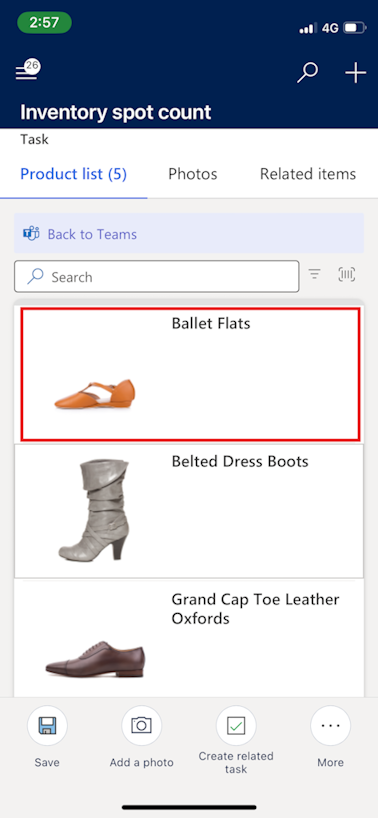 2:57
4G
26
Inventory spot count
Task
Product list (5)
Photos
Related items
Back to Teams
Search
Ballet Flats
Belted Dress Boots
Grand Cap Toe Leather
Oxfords
Save
Add a photo
Create related
task
More